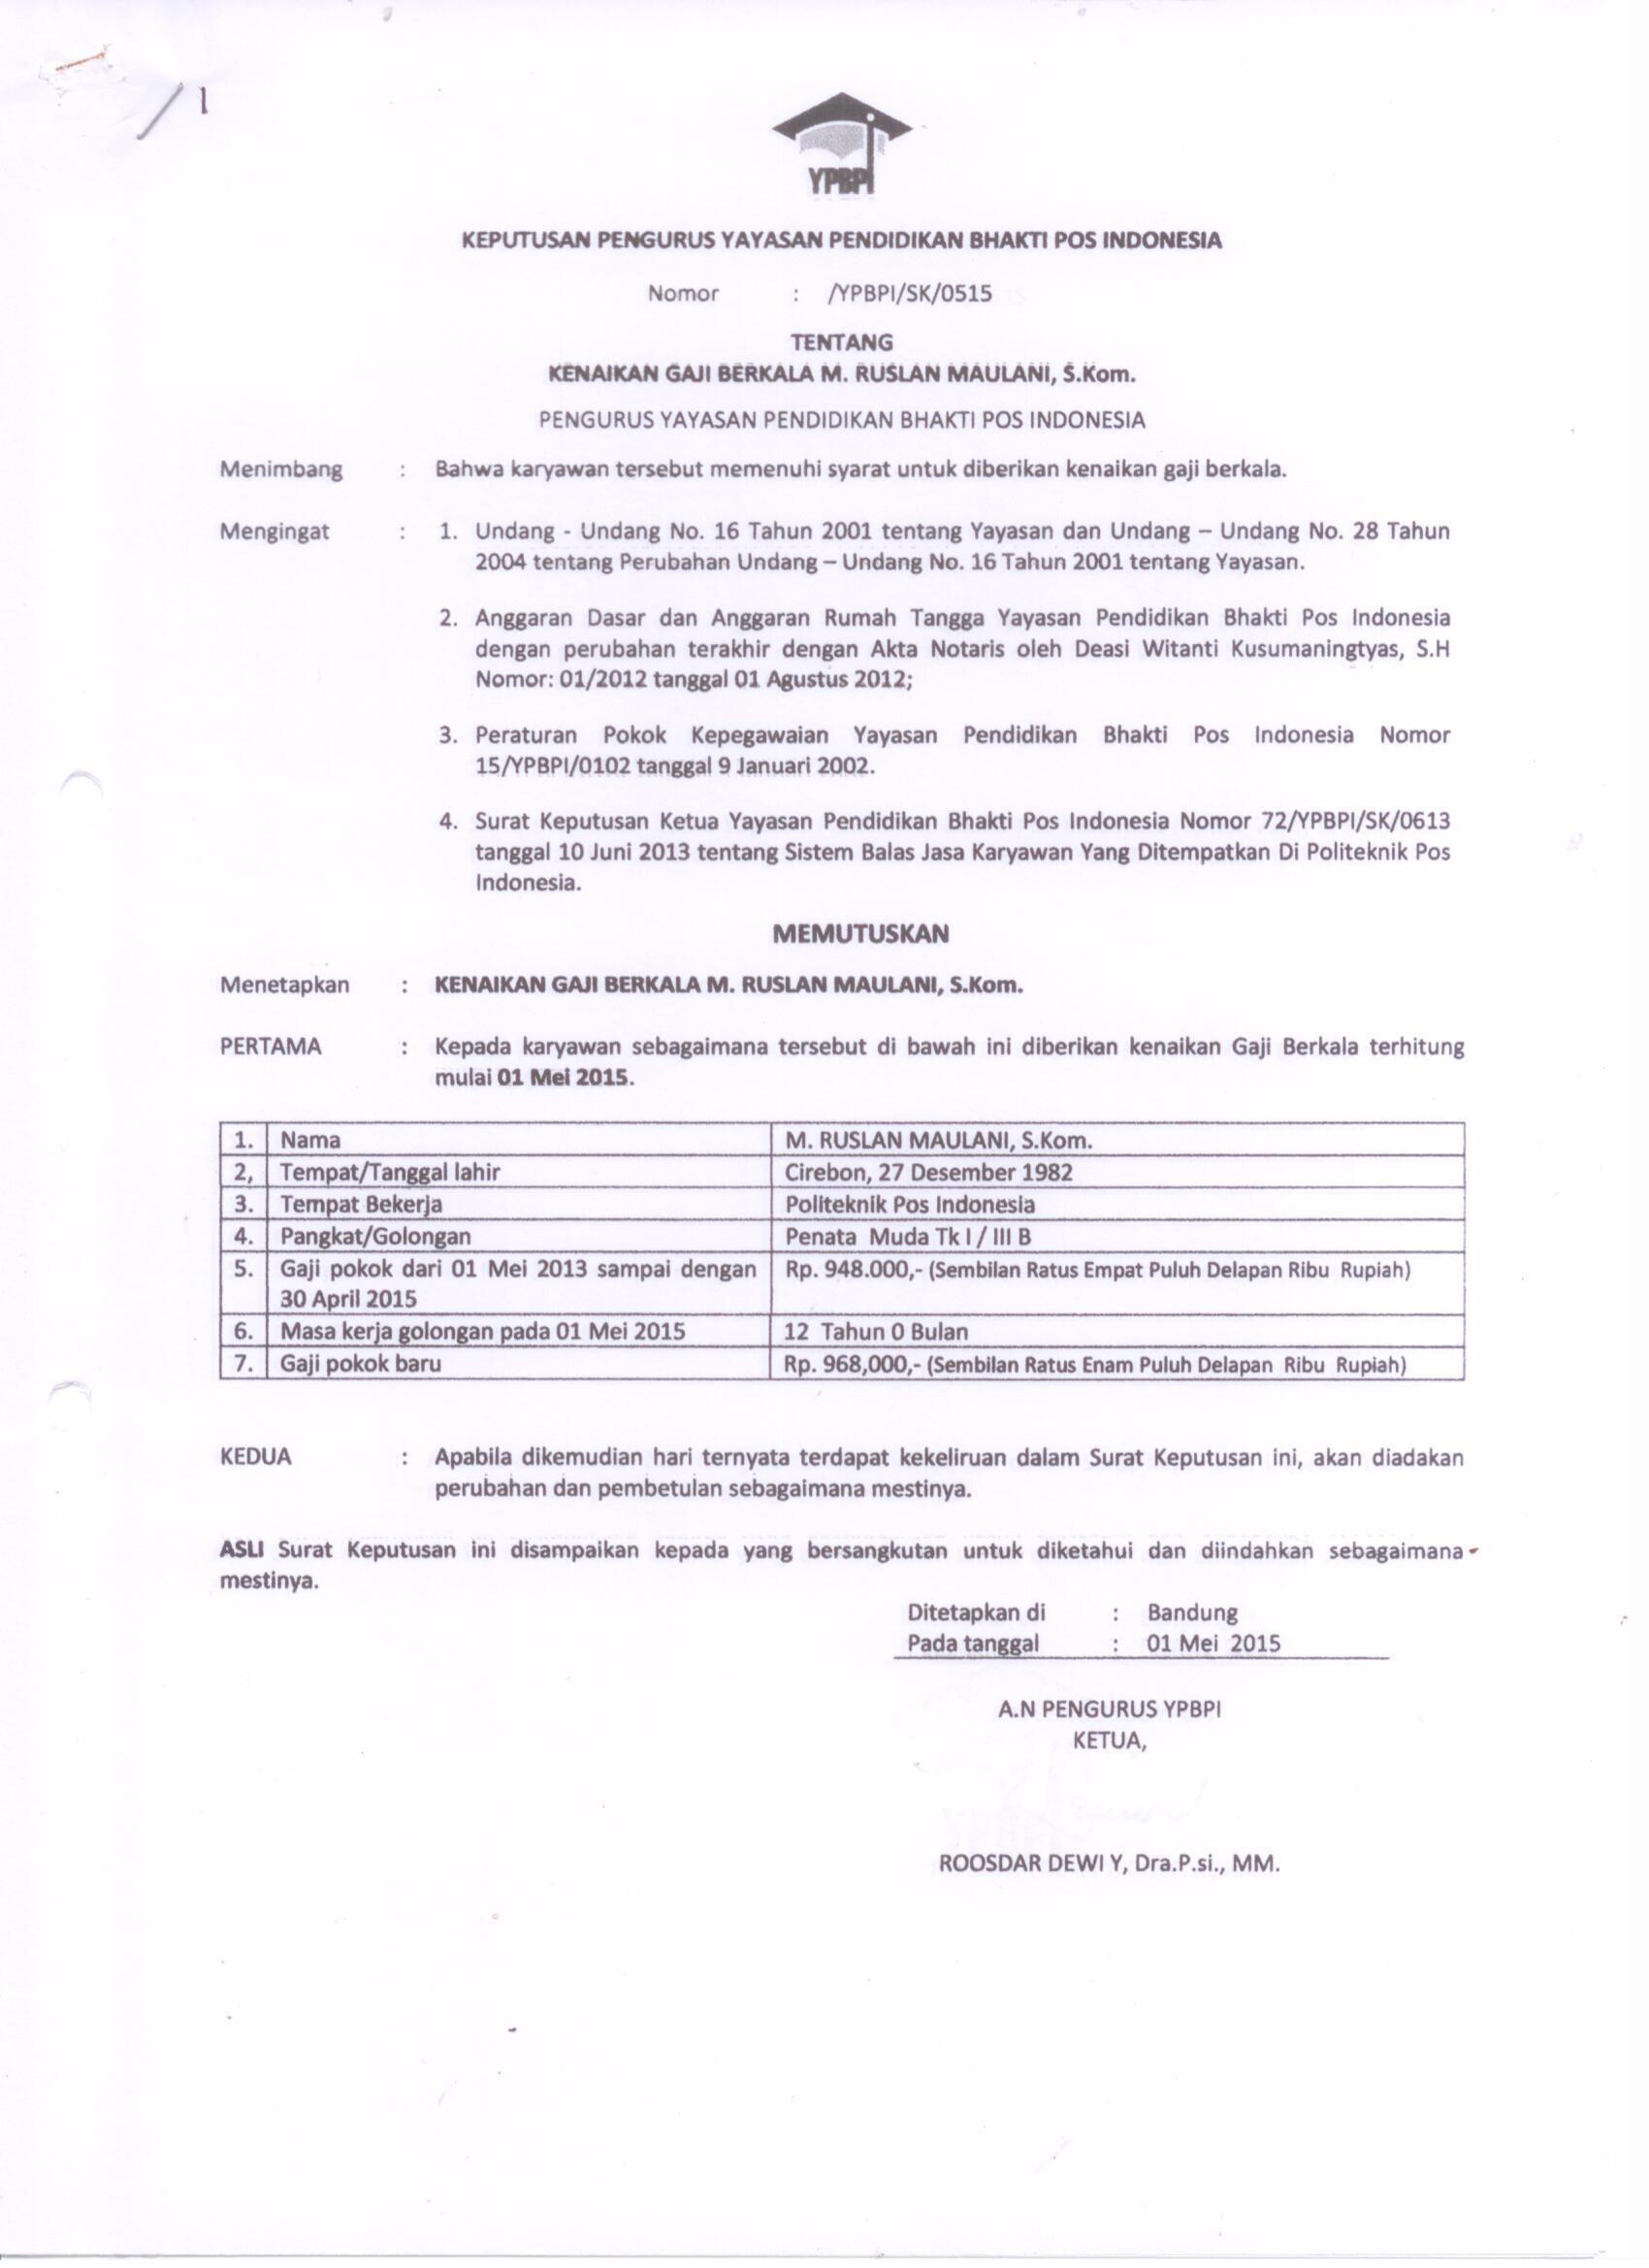 / 1
YPBPI
KEPUTUSAN PENGURUS YAYASAN PENDIDIKAN BHAKTI POS INDONESIA
Nomor : /YPBPI/SK/0515
TENTANG
KENAIKAN GAJI BERKALA M. RUSLAN MAULANI, S.Kom.
PENGURUS YAYASAN PENDIDIKAN BHAKTI POS INDONESIA
Menimbang : Bahwa karyawan tersebut memenuhi syarat untuk diberikan kenaikan gaji berkala.
Mengingat : 1. Undang - Undang No. 16 Tahun 2001 tentang Yayasan dan Undang – Undang No. 28 Tahun
2004 tentang Perubahan Undang – Undang No. 16 Tahun 2001 tentang Yayasan.
2. Anggaran Dasar dan Anggaran Rumah Tangga Yayasan Pendidikan Bhakti Pos Indonesia
dengan perubahan terakhir dengan Akta Notaris oleh Deasi Witanti Kusumaningtyas, S.H
Nomor: 01/2012 tanggal 01 Agustus 2012;
3. Peraturan Pokok Kepegawaian Yayasan Pendidikan Bhakti Pos Indonesia Nomor
15/YPBPI/0102 tanggal 9 Januari 2002.
4. Surat Keputusan Ketua Yayasan Pendidikan Bhakti Pos Indonesia Nomor 72/YPBPI/SK/0613
tanggal 10 Juni 2013 tentang Sistem Balas Jasa Karyawan Yang Ditempatkan Di Politeknik Pos
Indonesia.
MEMUTUSKAN
Menetapkan : KENAIKAN GAJI BERKALA M. RUSLAN MAULANI, S.Kom.
PERTAMA : Kepada karyawan sebagaimana tersebut di bawah ini diberikan kenaikan Gaji Berkala terhitung
mulai 01 Mei 2015.
1. Nama M. RUSLAN MAULANI, S.Kom.
2, Tempat/Tanggal lahir Cirebon, 27 Desember 1982
3. Tempat Bekerja Politeknik Pos Indonesia
4. Pangkat/Golongan Penata Muda Tk I / III B
5. Gaji pokok dari 01 Mei 2013 sampai dengan Rp. 948.000,- (Sembilan Ratus Empat Puluh Delapan Ribu Rupiah)
30 April 2015
6. Masa kerja golongan pada 01 Mei 2015 12 Tahun 0 Bulan
7. Gaji pokok baru Rp. 968,000,- (Sembilan Ratus Enam Puluh Delapan Ribu Rupiah)
KEDUA : Apabila dikemudian hari ternyata terdapat kekeliruan dalam Surat Keputusan ini, akan diadakan
perubahan dan pembetulan sebagaimana mestinya.
ASLI Surat Keputusan ini disampaikan kepada yang bersangkutan untuk diketahui dan diindahkan sebagaimana
mestinya.
Ditetapkan di : Bandung
Pada tanggal : 01 Mei 2015
A.N PENGURUS YPBPI
KETUA,
ROOSDAR DEWI Y, Dra.P.si., MM.